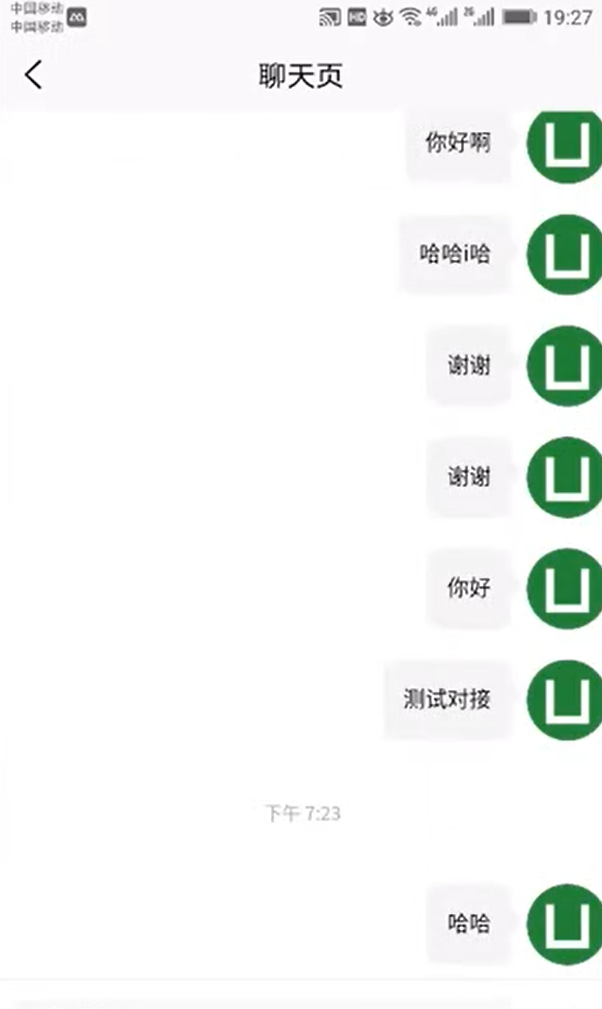 中国移动
中国移动
HD 4G 2G 19:27
聊天页
你好啊
哈哈i哈
谢谢
谢谢
你好
测试对接
下午 7:23
哈哈